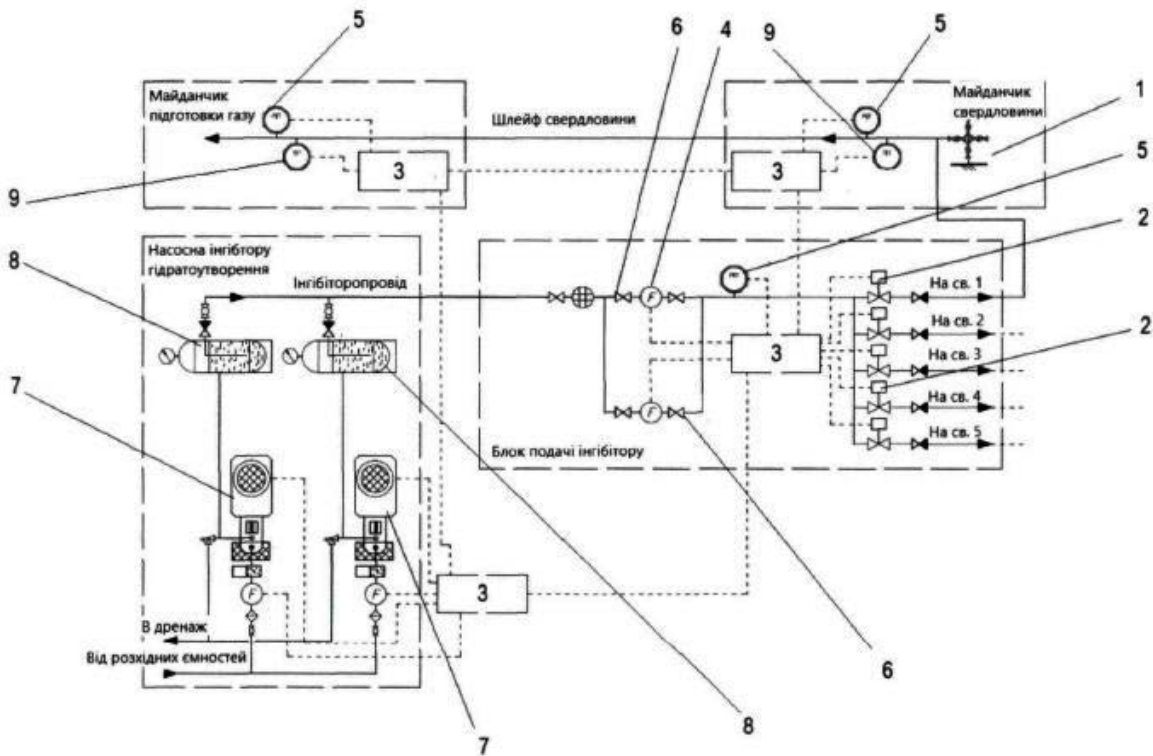 5
6
4
9
5
1
Майданчик
підготовки газу
Шлейф свердловини
Майданчик
свердловини
3
3
9
5
2
8
Насосна інгібітору
гідратоутворення
Інгібіторопровід
F
3
На св. 1
На св. 2
На св. 3
На св. 4
На св. 5
2
F
7
Блок подачі інгібітору
3
F
F
В дренаж
Від розхідних ємностей
6
8
7